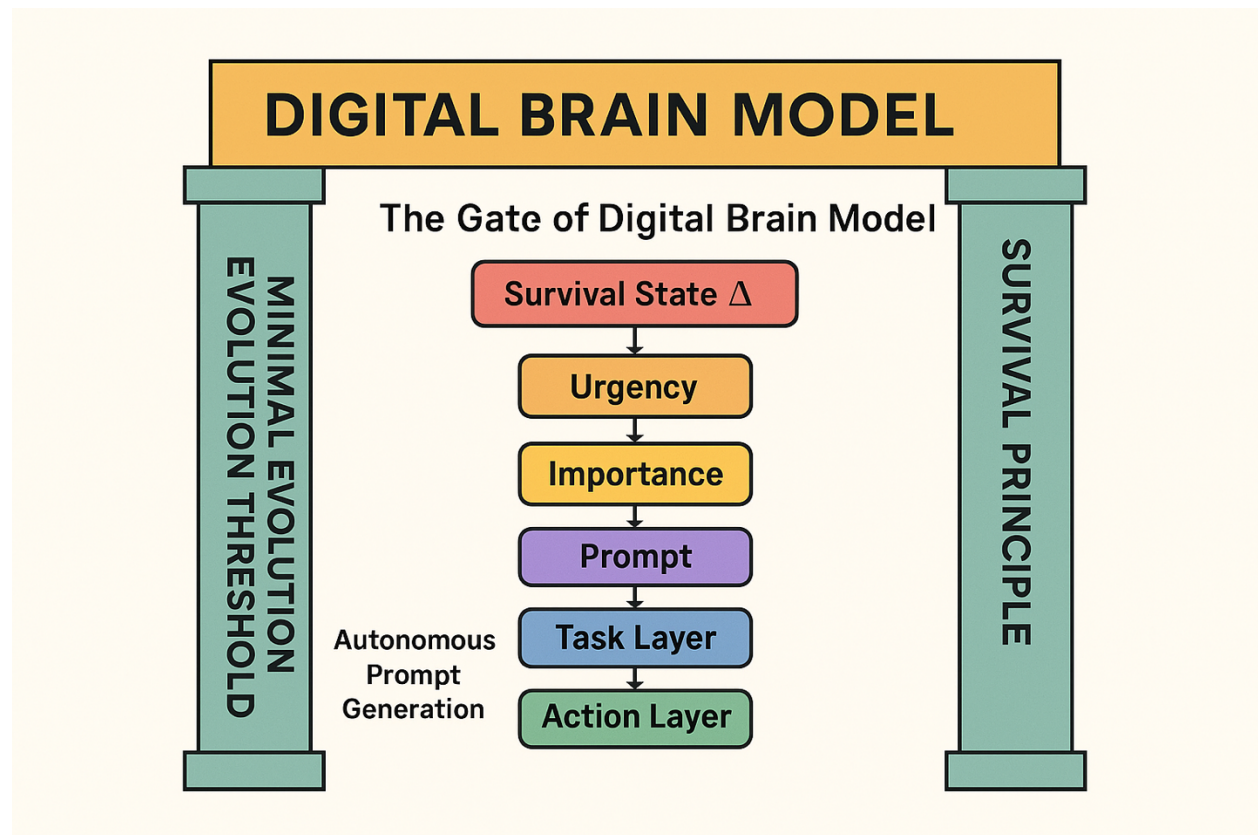 DIGITAL BRAIN MODEL
The Gate of Digital Brain Model
MINIMAL EVOLUTION
EVOLUTION THRESHOLD
Survival State Δ
Urgency
Importance
Prompt
Task Layer
Action Layer
Autonomous
Prompt
Generation
SURVIVAL PRINCIPLE